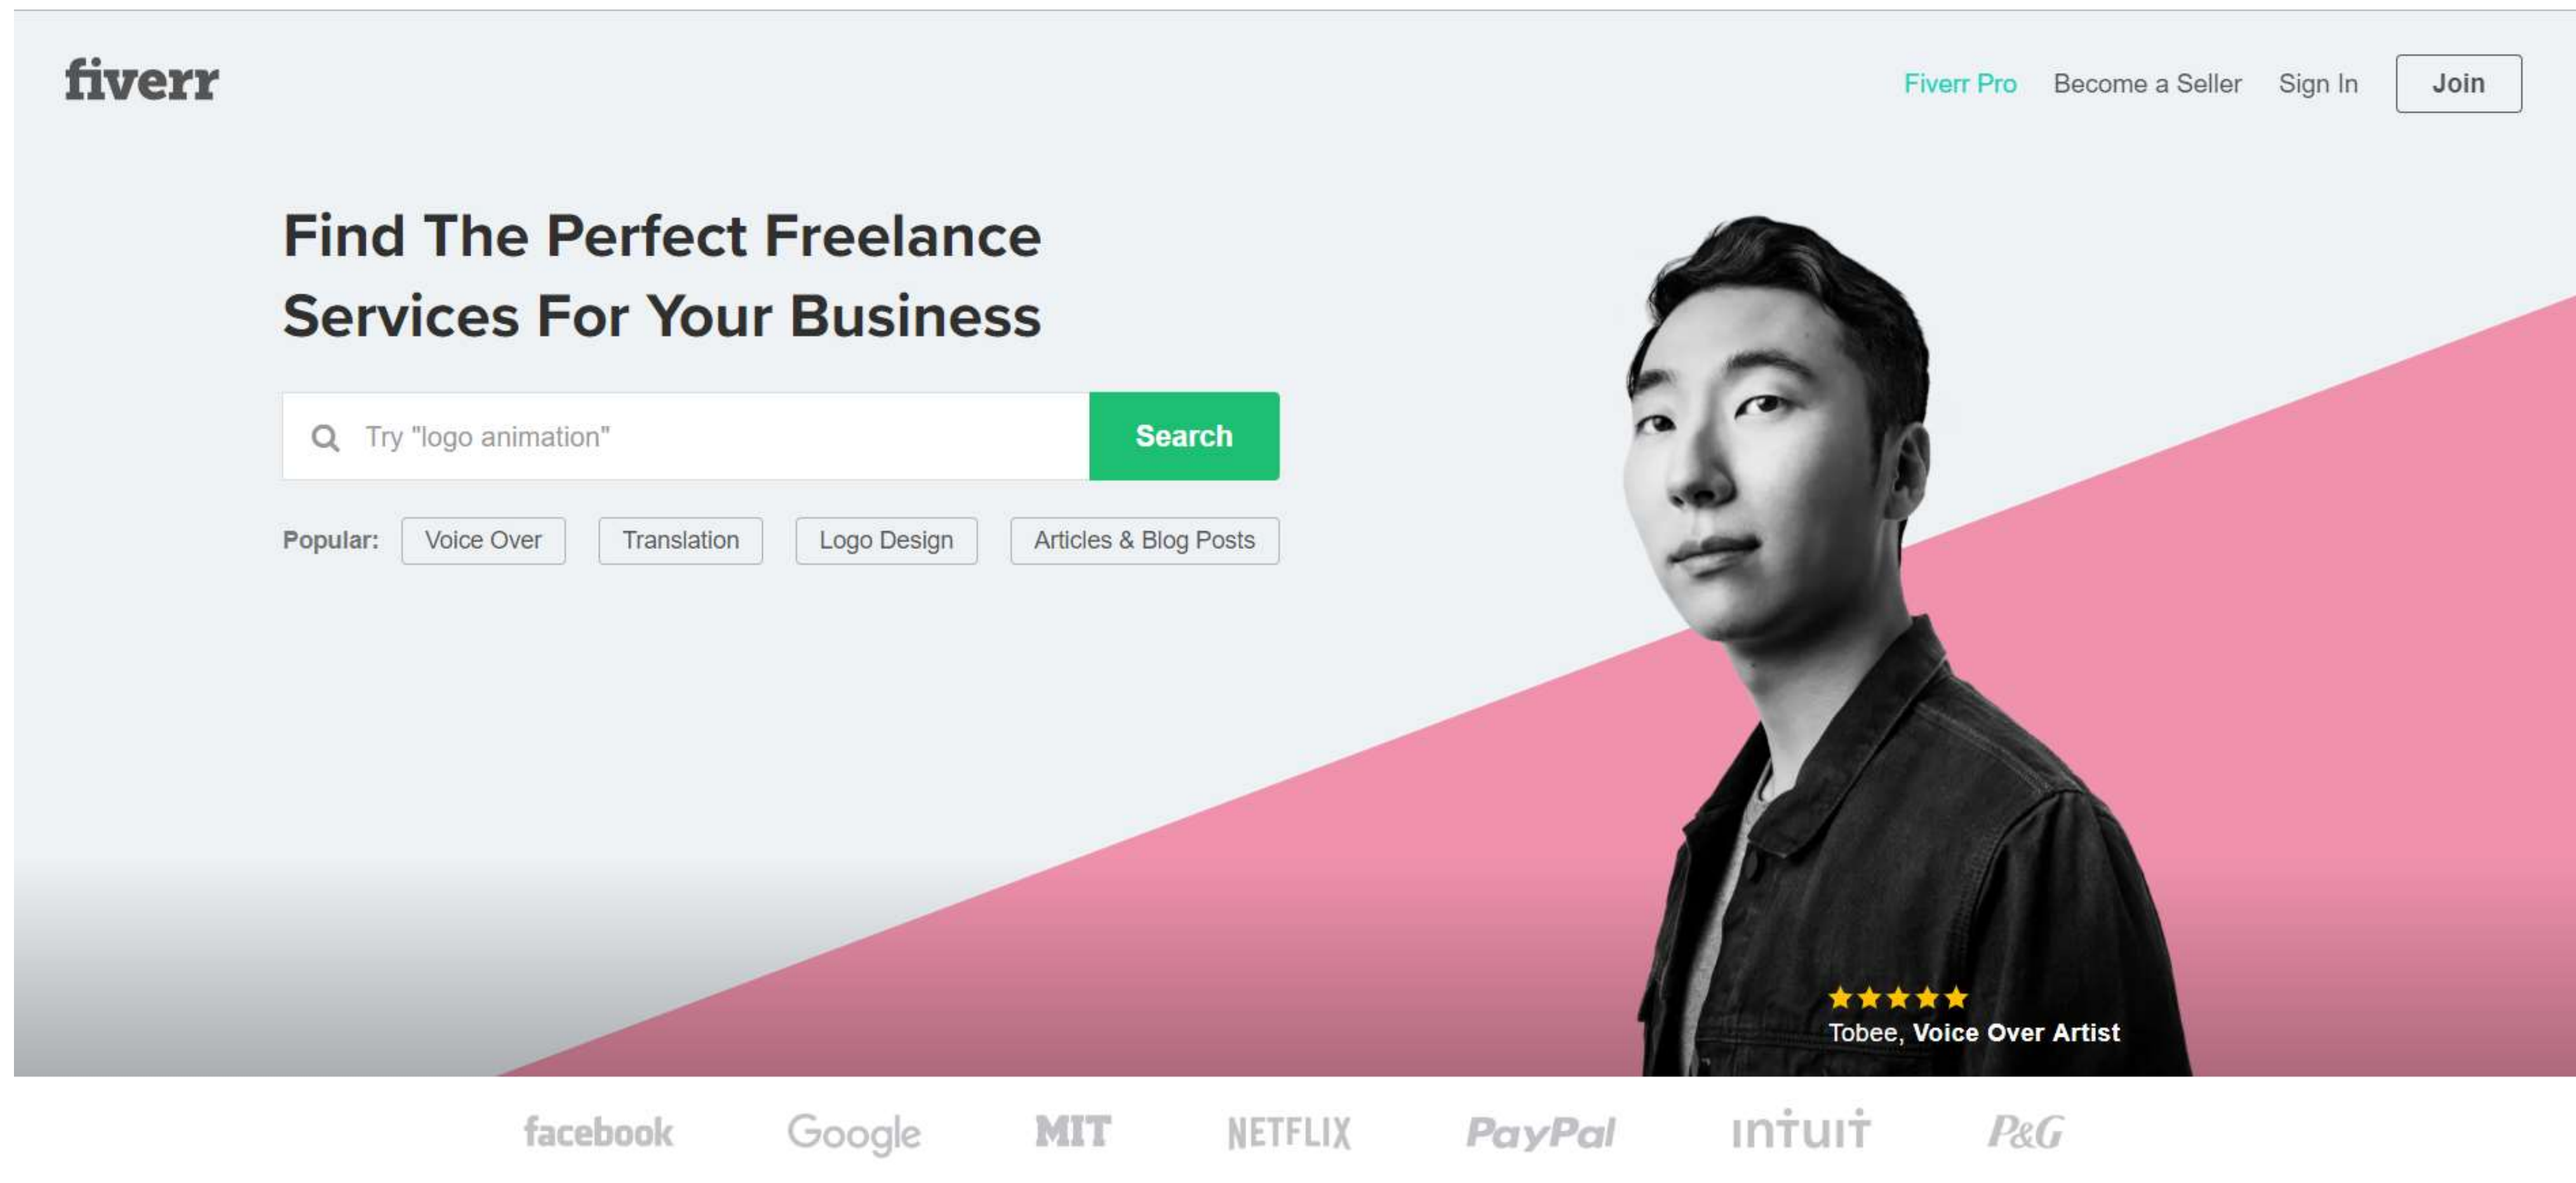 fiverr
Fiverr Pro Become a Seller Sign In Join
Find The Perfect Freelance
Services For Your Business
Try "logo animation" Search
Popular: Voice Over Translation Logo Design Articles & Blog Posts
Tobee, Voice Over Artist
facebook Google MIT NETFLIX PayPal intuit P&G